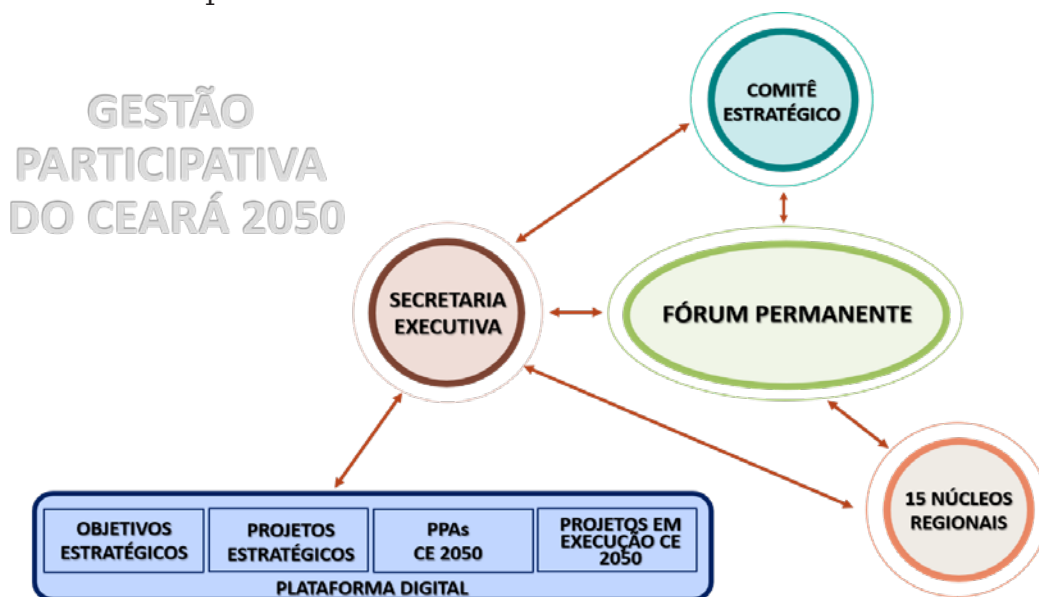 GESTÃO
PARTICIPATIVA
DO CEARÁ 2050
COMITÊ
ESTRATÉGICO
SECRETARIA
EXECUTIVA
FÓRUM PERMANENTE
15 NÚCLEOS
REGIONAIS
OBJETIVOS
ESTRATÉGICOS
PROJETOS
ESTRATÉGICOS
PPAs
CE 2050
PROJETOS EM
EXECUÇÃO CE
2050
PLATAFORMA DIGITAL